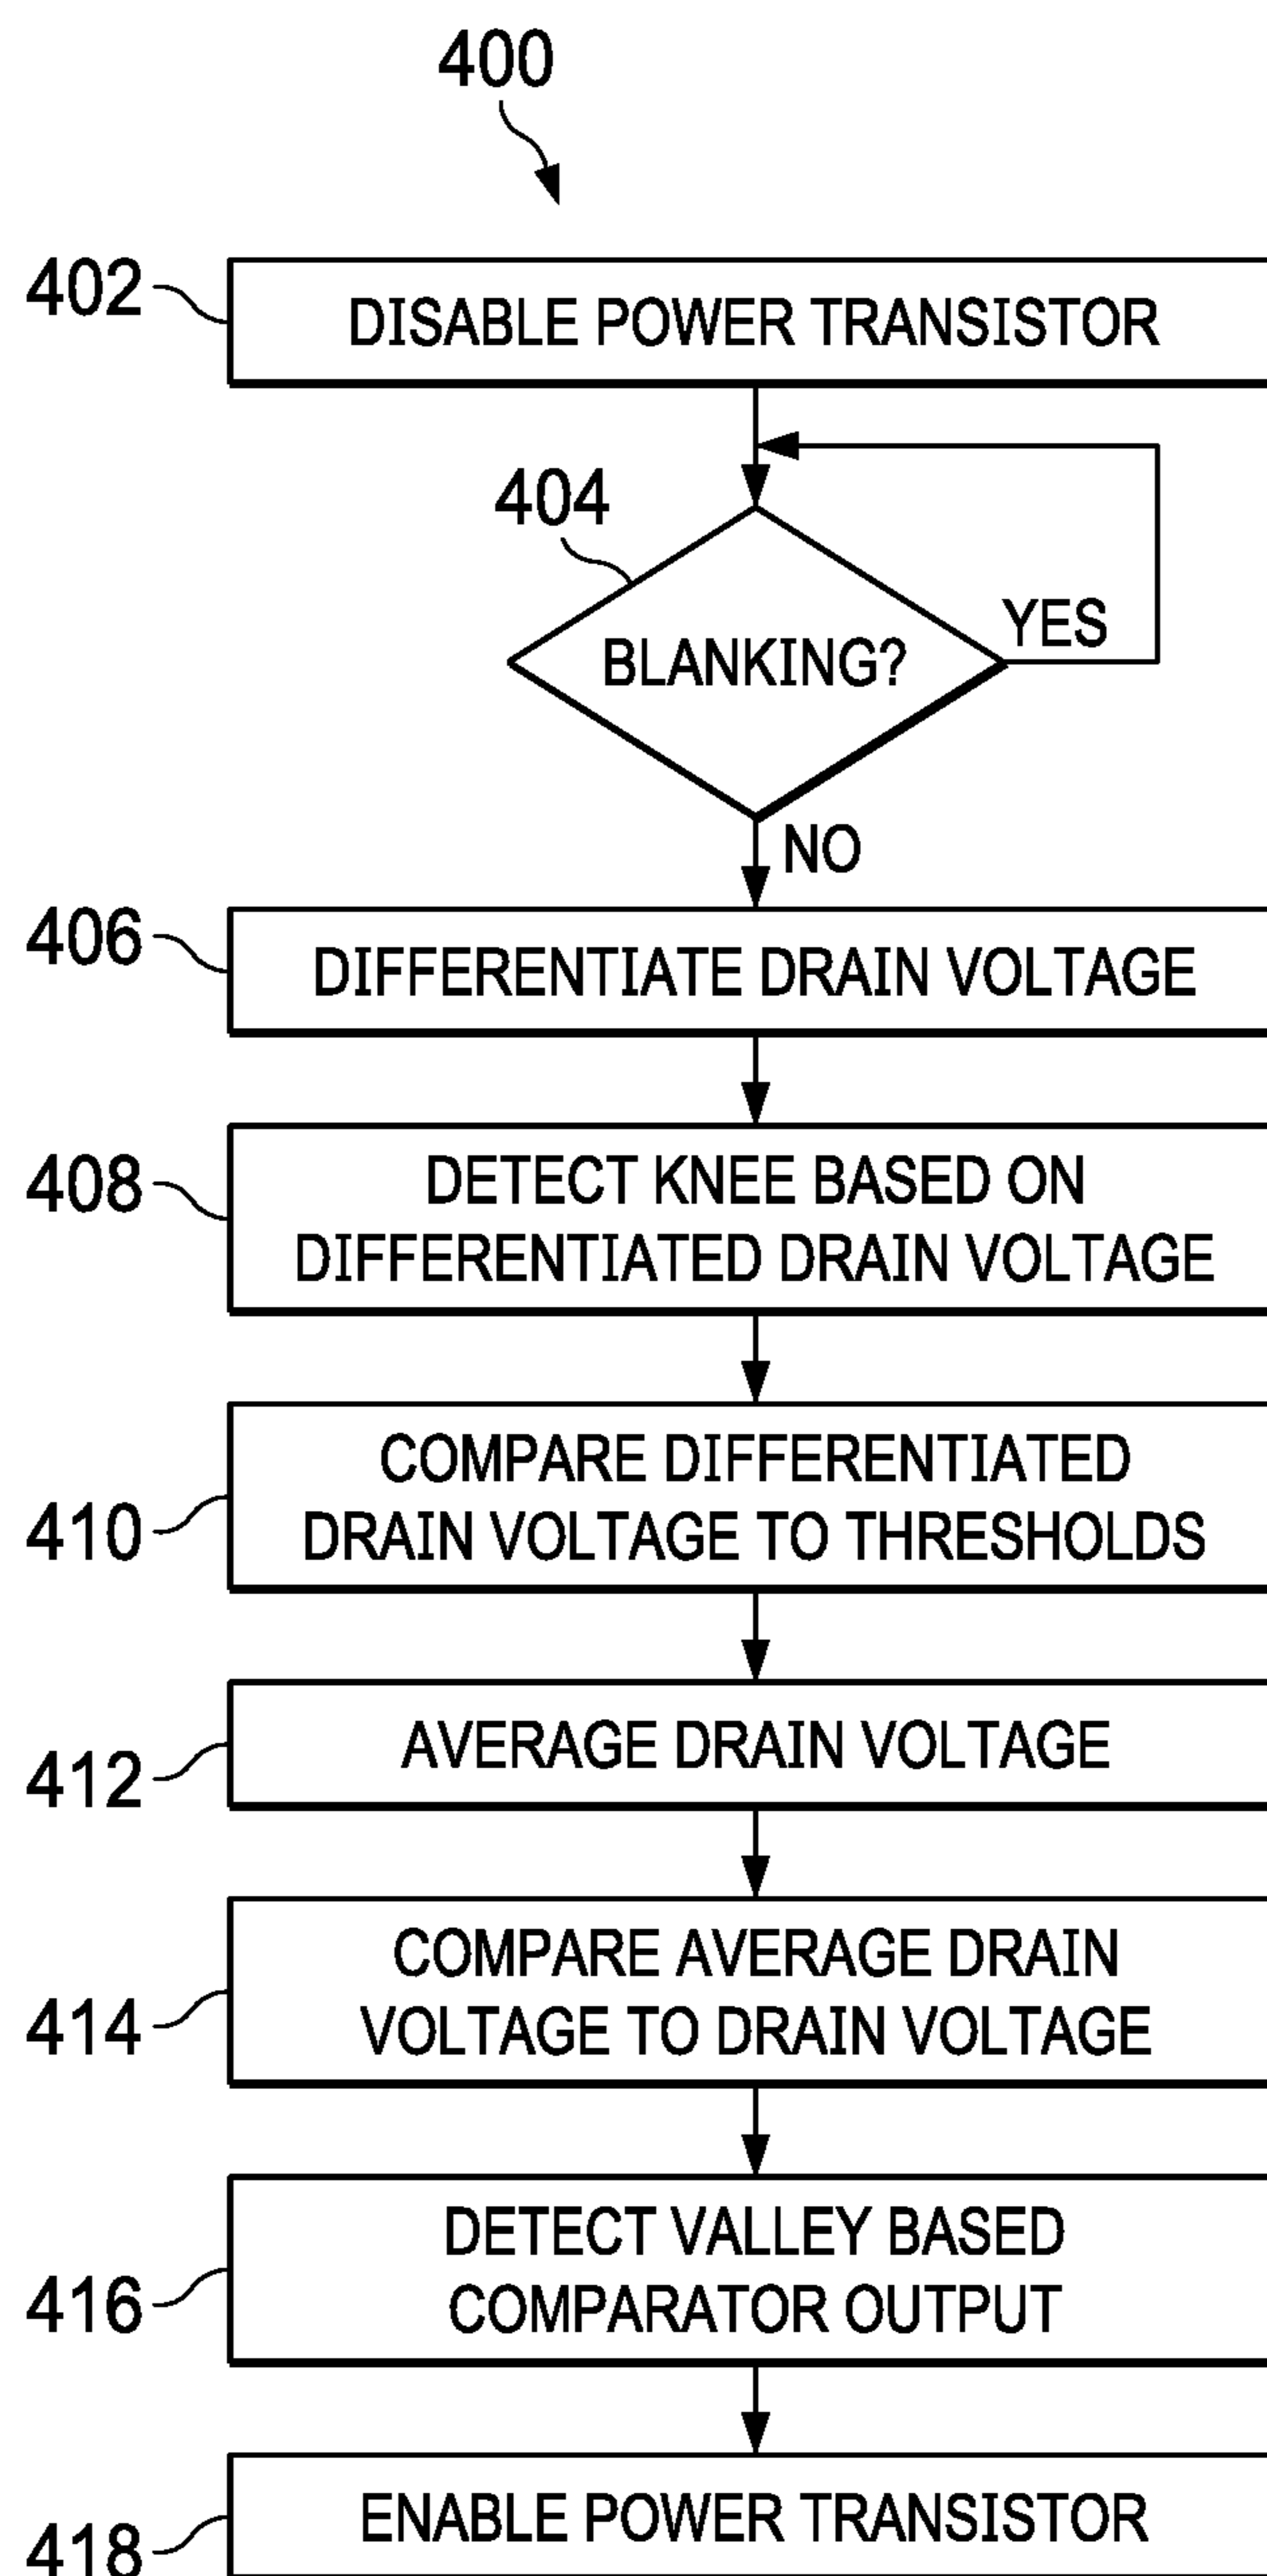 400
402
DISABLE POWER TRANSISTOR
404
BLANKING?
YES
NO
406
DIFFERENTIATE DRAIN VOLTAGE
408
DETECT KNEE BASED ON
DIFFERENTIATED DRAIN VOLTAGE
410
COMPARE DIFFERENTIATED
DRAIN VOLTAGE TO THRESHOLDS
412
AVERAGE DRAIN VOLTAGE
414
COMPARE AVERAGE DRAIN
VOLTAGE TO DRAIN VOLTAGE
416
DETECT VALLEY BASED
COMPARATOR OUTPUT
418
ENABLE POWER TRANSISTOR